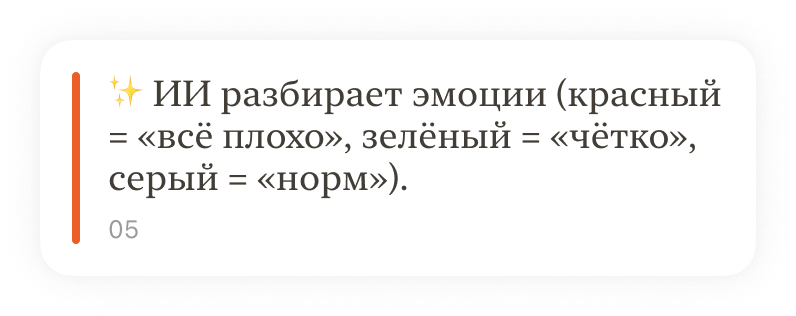 ✨ ИИ разбирает эмоции (красный
= «всё плохо», зелёный = «чётко»,
серый = «норм»).
05